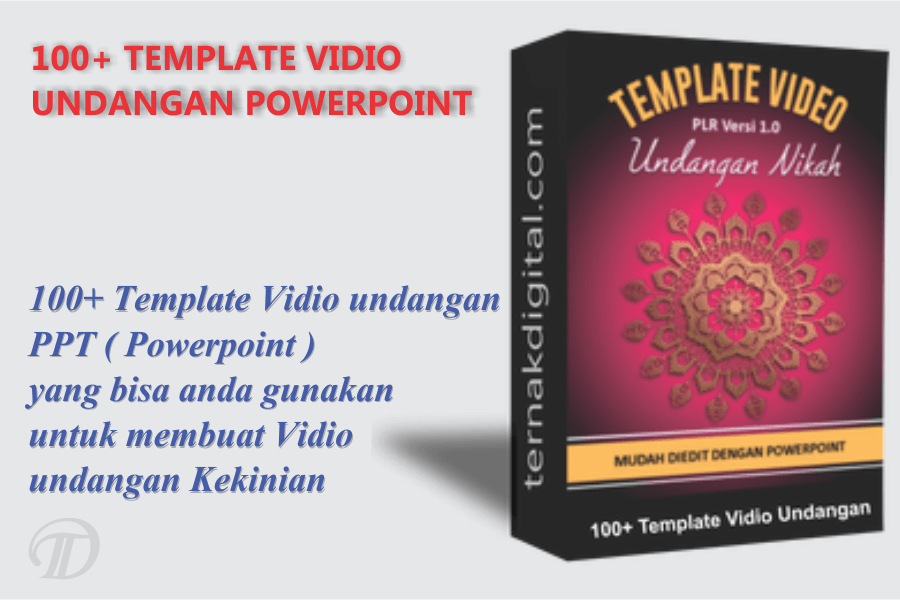 100+ TEMPLATE VIDIO
UNDANGAN POWERPOINT
100+ Template Vidio undangan
PPT ( Powerpoint )
yang bisa anda gunakan
untuk membuat Vidio
undangan Kekinian
ternakdigital.com
TEMPLATE VIDEO
PLR Versi 1.0
Undangan Nikah
MUDAH DIEDIT DENGAN POWERPOINT
100+ Template Vidio Undangan